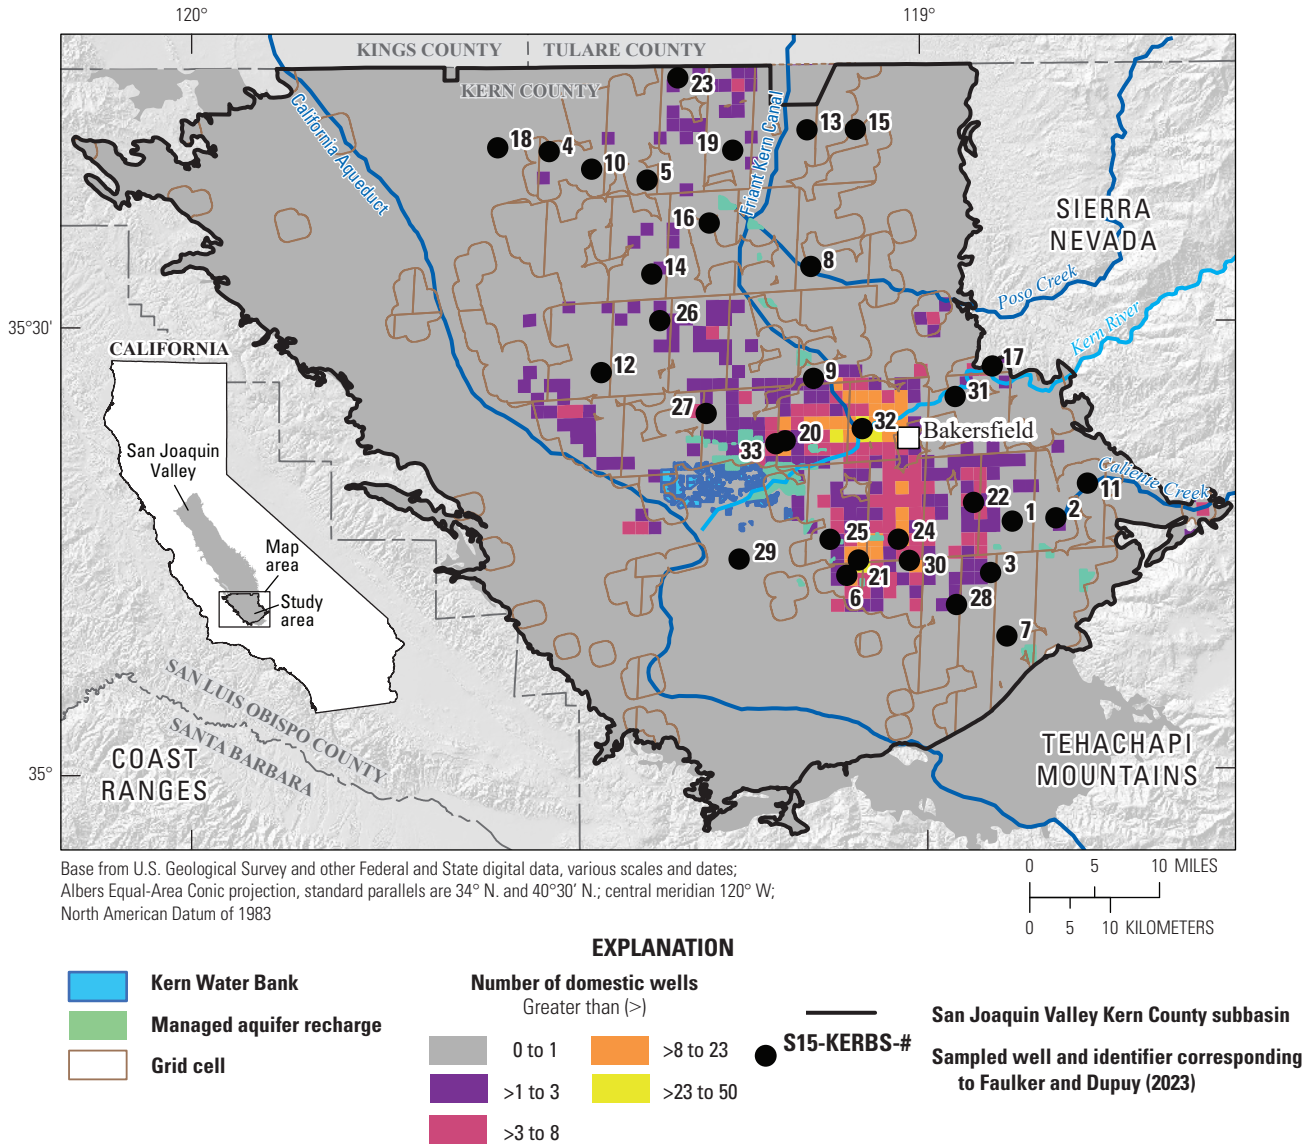 120°
119°
KINGS COUNTY
TULARE COUNTY
KERN COUNTY
23
California Aqueduct
Friant Kern Canal
13
15
18
4
19
10
5
16
SIERRA
NEVADA
8
14
Poso Creek
26
Kern River
35°30'
CALIFORNIA
17
12
9
31
27
32
Bakersfield
20
33
San Joaquin
Valley
Caliente Creek
11
22
1
2
Map
area
25
24
29
3
21
30
Study
area
6
28
7
SAN LUIS OBISPO COUNTY
SANTA BARBARA
COAST
RANGES
TEHACHAPI
MOUNTAINS
35°
Base from U.S. Geological Survey and other Federal and State digital data, various scales and dates;
Albers Equal-Area Conic projection, standard parallels are 34° N. and 40°30' N.; central meridian 120° W;
North American Datum of 1983
0 5 10 MILES
0 5 10 KILOMETERS
EXPLANATION
Kern Water Bank
Managed aquifer recharge
Grid cell
Number of domestic wells
Greater than (>)
0 to 1
>1 to 3
>3 to 8
>8 to 23
>23 to 50
San Joaquin Valley Kern County subbasin
S15-KERBS-#
Sampled well and identifier corresponding
to Faulker and Dupuy (2023)